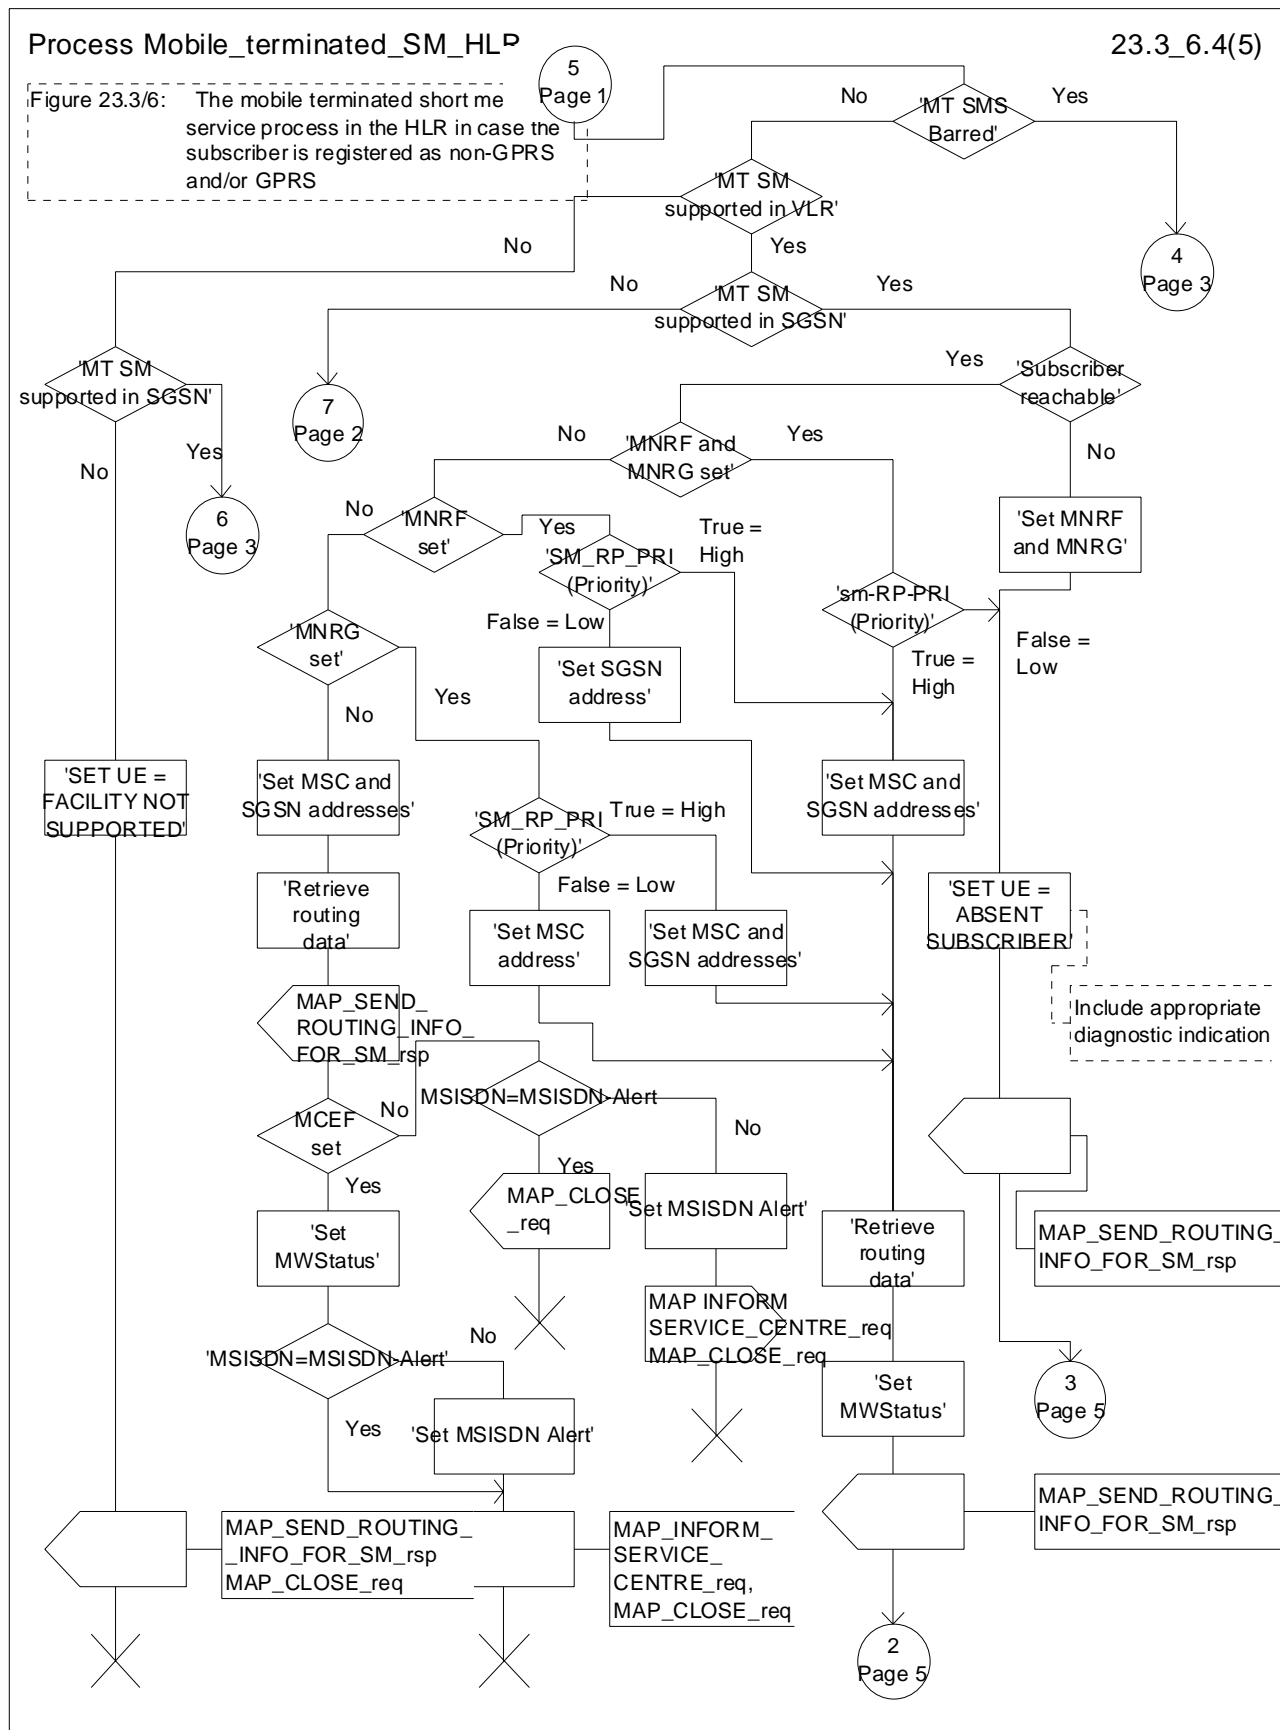 Process Mobile_terminated_SM_HLR
23.3_6.4(5)
5
Page 1
Figure 23.3/6: The mobile terminated short me
service process in the HLR in case the
subscriber is registered as non-GPRS
and/or GPRS
No
'MT SMS
Barred'
Yes
'MT SM
supported in VLR'
No
Yes
4
Page 3
No
'MT SM
supported in SGSN'
Yes
'MT SM
supported in SGSN'
7
Page 2
Yes
'Subscriber
reachable'
No
Yes
No
'MNRF and
MNRG set'
Yes
No
6
Page 3
No
'MNRF
set'
Yes
True =
High
'SM_RP_PRI
(Priority)'
'Set MNRF
and MNRG'
'sm-RP-PRI
(Priority)'
False = Low
'MNRG
set'
'Set SGSN
address'
True =
High
False =
Low
Yes
No
'SET UE =
FACILITY NOT
SUPPORTED'
'Set MSC and
SGSN addresses'
'SM_RP_PRI
(Priority)'
True = High
'Set MSC and
SGSN addresses'
False = Low
'Retrieve
routing
data'
'Set MSC
address'
'Set MSC and
SGSN addresses'
'SET UE =
ABSENT
SUBSCRIBER'
Include appropriate
diagnostic indication
MAP_SEND_
ROUTING_INFO_
FOR_SM_rsp
MCEF
set
No
MSISDN=MSISDN-Alert
No
Yes
Yes
MAP_CLOSE
_req
'Set MSISDN Alert'
'Set
MWStatus'
'Retrieve
routing
data'
MAP_SEND_ROUTING_
INFO_FOR_SM_rsp
MAP INFORM
SERVICE_CENTRE_req
MAP_CLOSE_req
'MSISDN=MSISDN-Alert'
No
Yes
'Set MSISDN Alert'
'Set
MWStatus'
3
Page 5
MAP_SEND_ROUTING_
_INFO_FOR_SM_rsp
MAP_CLOSE_req
MAP_INFORM_
SERVICE_
CENTRE_req,
MAP_CLOSE_req
MAP_SEND_ROUTING_
INFO_FOR_SM_rsp
2
Page 5